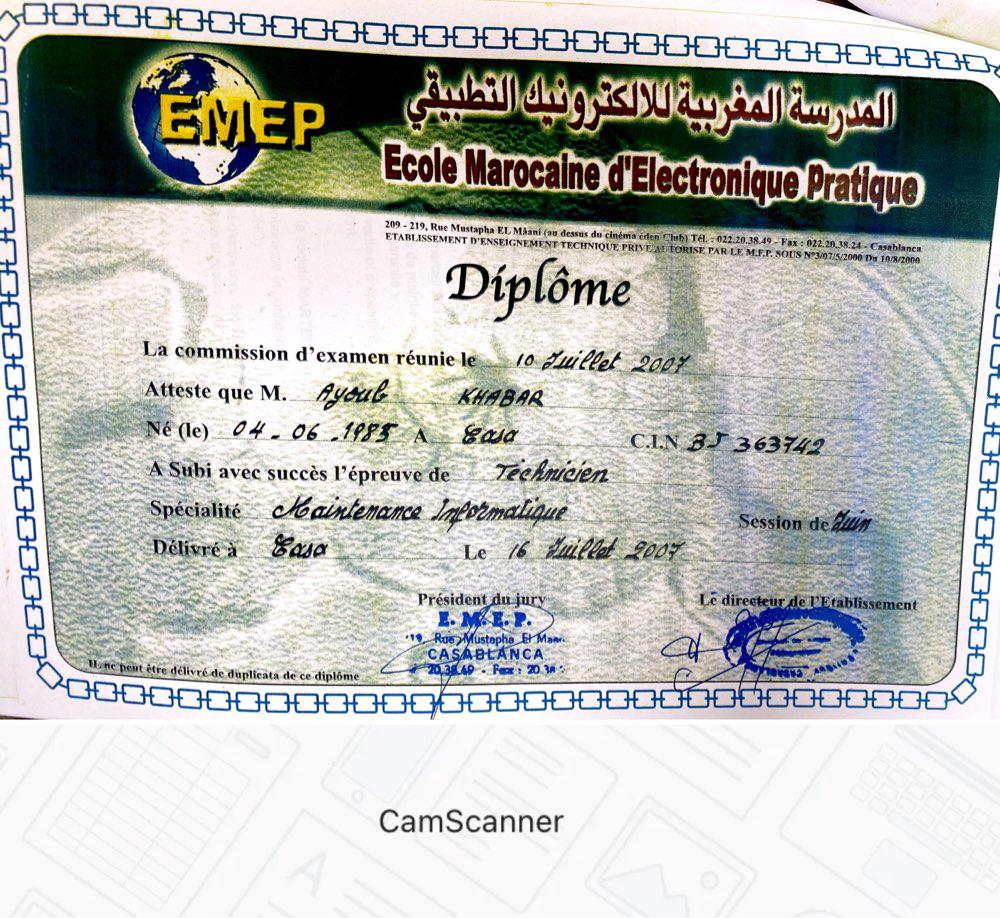 EMEP
المدرسة المغربية للالكترونيك التطبيقي
Ecole Marocaine d'Electronique Pratique
209 - 219, Rue Mustapha EL Mâani (au dessus du cinéma éden Club) Tél. : 022.20.38.49 - Fax : 022.20.38.24 - Casablanca
ETABLISSEMENT D'ENSEIGNEMENT TECHNIQUE PRIVE AUTORISE PAR LE M.F.P. SOUS N°3/07/5/2000 Du 10/8/2000
Diplôme
La commission d'examen réunie le 10 Juillet 2007
Atteste que M. Ayoub KHABAR
Né (le) 04 - 06 - 1985 A Casa C.I.N BJ 363742
A Subi avec succès l'épreuve de Technicien
Spécialité Maintenance Informatique
Session de Juin
Délivré à Casa Le 16 Juillet 2007
Président du jury
Le directeur de l'Etablissement
E. M. E. P.
Rue Mustapha El Mani
CASABLANCA
20.38.49 - Fax : 20 38
Il ne peut être délivré de duplicata de ce diplôme
CamScanner